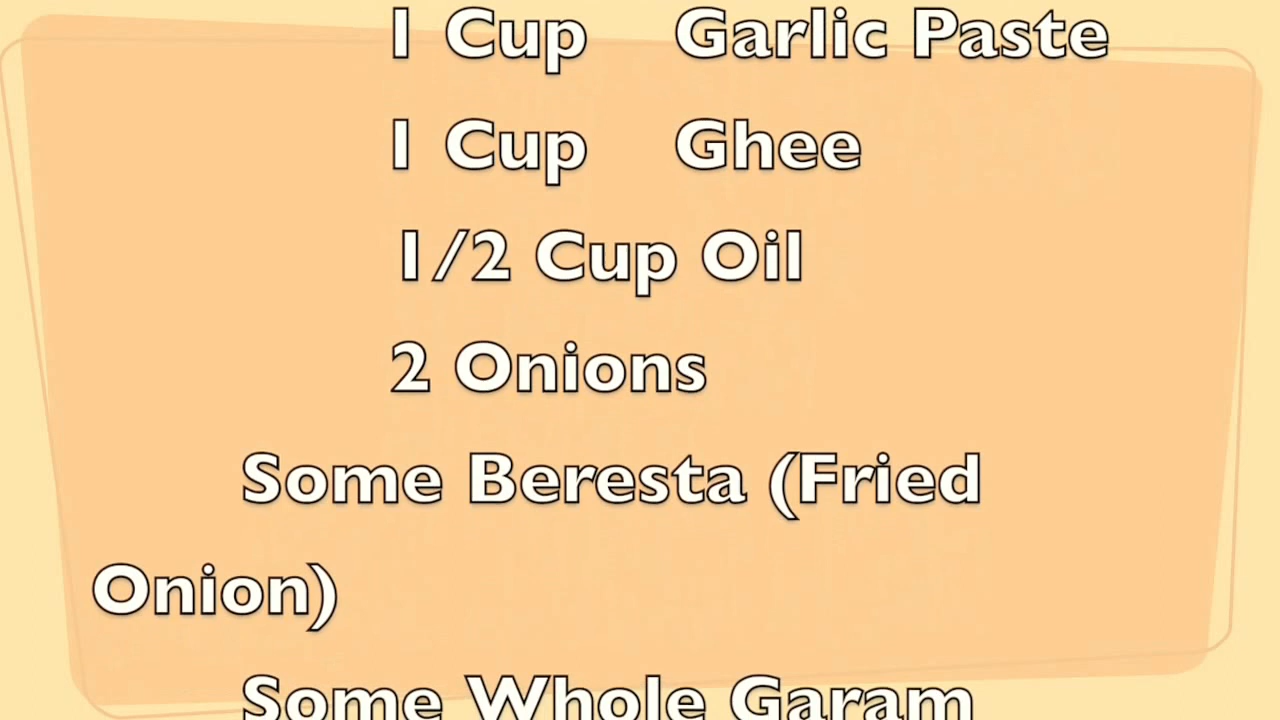 1 Cup Garlic Paste
1 Cup Ghee
1/2 Cup Oil
2 Onions
Some Beresta (Fried
Onion)
Some Whole Garam